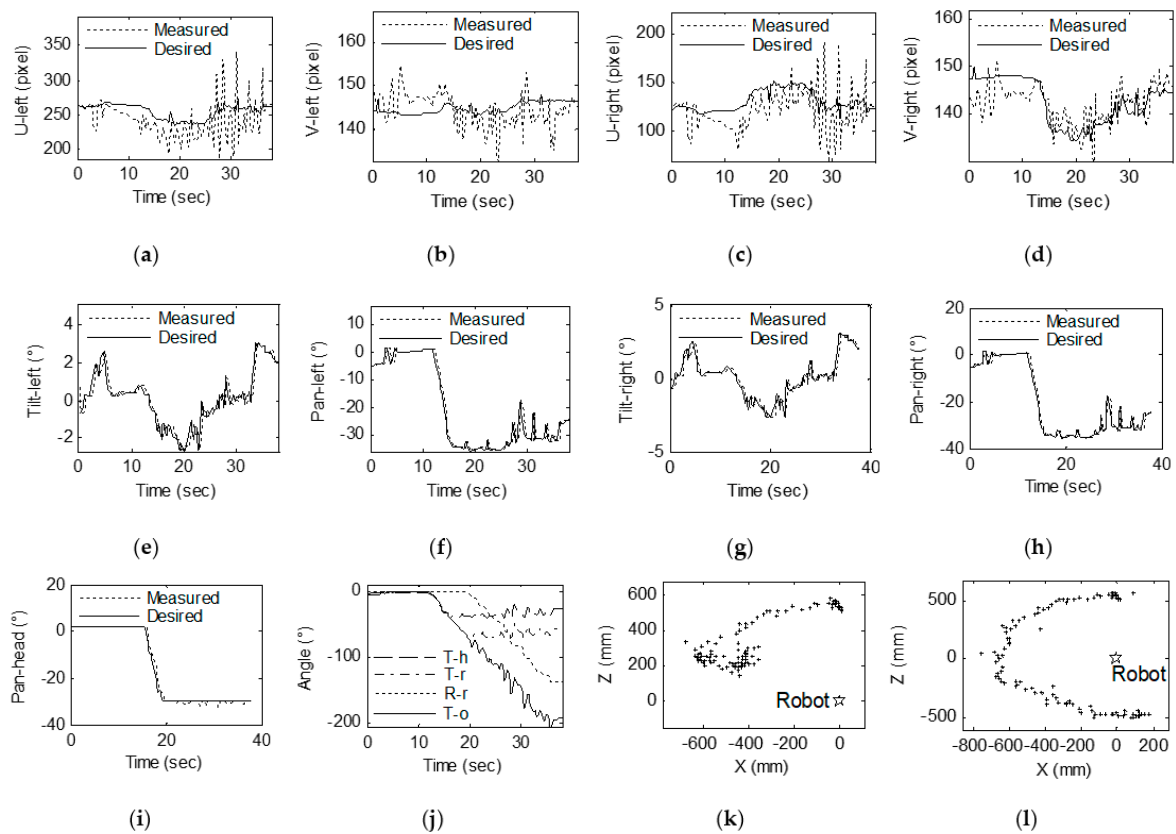 Measured
Desired
350
300
250
200
U-left (pixel)
0 10 20 30
Time (sec)
(a)
Measured
Desired
160
150
140
V-left (pixel)
0 10 20 30
Time (sec)
(b)
Measured
Desired
200
150
100
U-right (pixel)
0 10 20 30
Time (sec)
(c)
Measured
Desired
160
150
140
V-right (pixel)
0 10 20 30
Time (sec)
(d)
Measured
Desired
4
2
0
-2
Tilt-left (°)
0 10 20 30
Time (sec)
(e)
Measured
Desired
10
0
-10
-20
-30
Pan-left (°)
0 10 20 30
Time (sec)
(f)
Measured
Desired
5
0
-5
Tilt-right (°)
0 10 20 30 40
Time (sec)
(g)
Measured
Desired
20
0
-20
-40
Pan-right (°)
0 20 40 60
Time (sec)
(h)
Measured
Desired
20
0
-20
-40
Pan-head (°)
0 20 40
Time (sec)
(i)
0
-100
-200
Angle (°)
T-h
T-r
R-r
T-o
0 10 20 30
Time (sec)
(j)
600
400
200
0
Z (mm)
Robot
-600 -400 -200 0
X (mm)
(k)
500
0
-500
Z (mm)
Robot
-800 -600 -400 -200 0 200
X (mm)
(l)